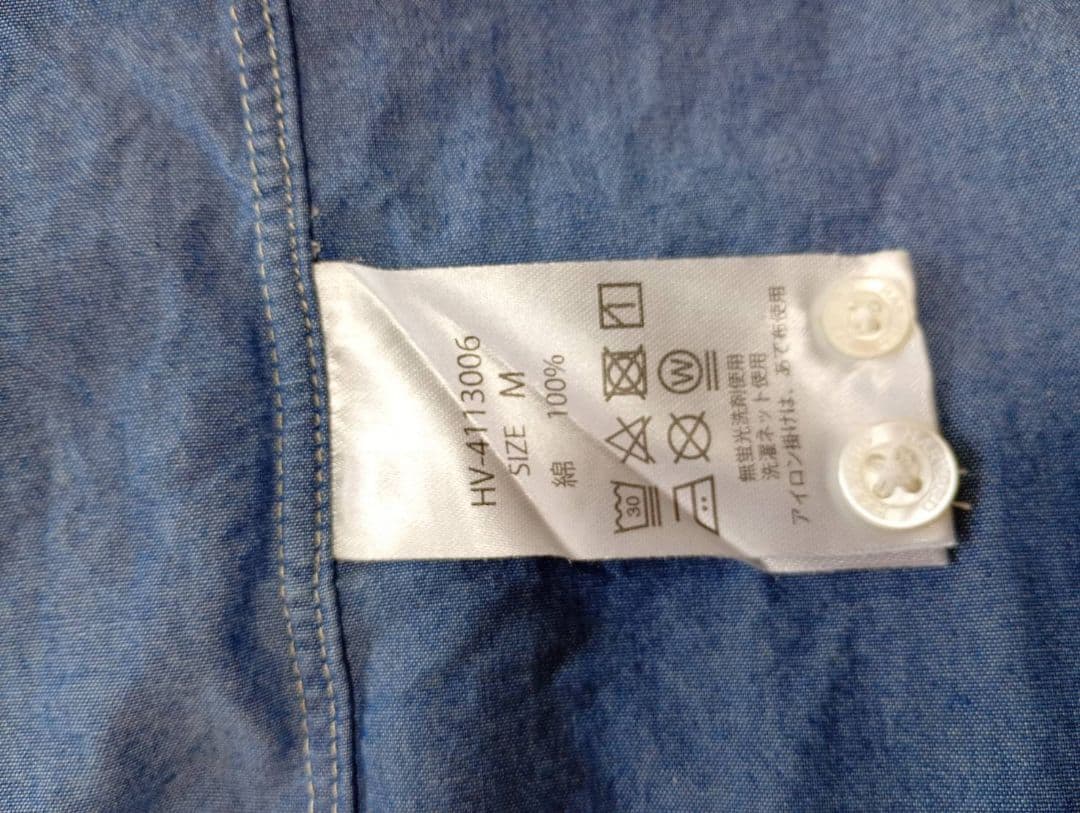 HV-4113006
SIZE M
綿 100%
30
W
無蛍光洗剤使用
洗濯ネット使用
アイロン掛けは、あて布使用